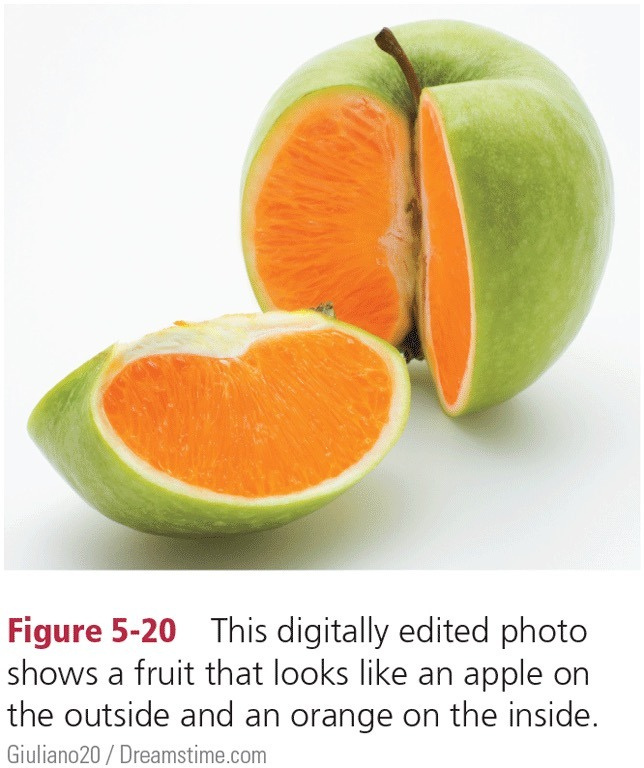 Figure 5-20 This digitally edited photo
shows a fruit that looks like an apple on
the outside and an orange on the inside.
Giuliano20 / Dreamstime.com